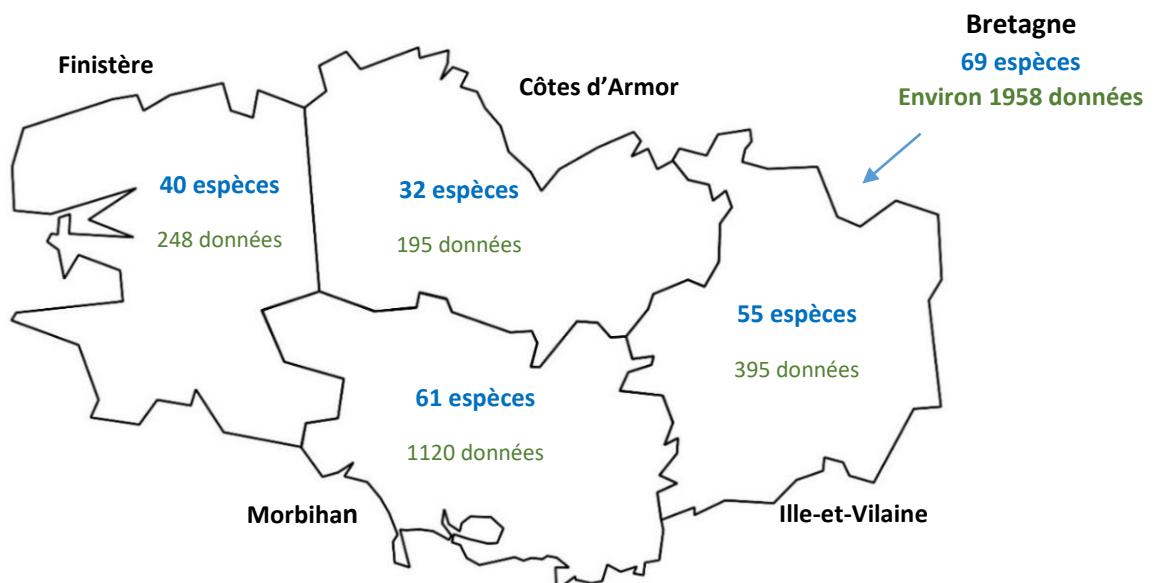 Bretagne
69 espèces
Environ 1958 données
Finistère
Côtes d'Armor
40 espèces
248 données
32 espèces
195 données
55 espèces
395 données
61 espèces
1120 données
Morbihan
Ille-et-Vilaine